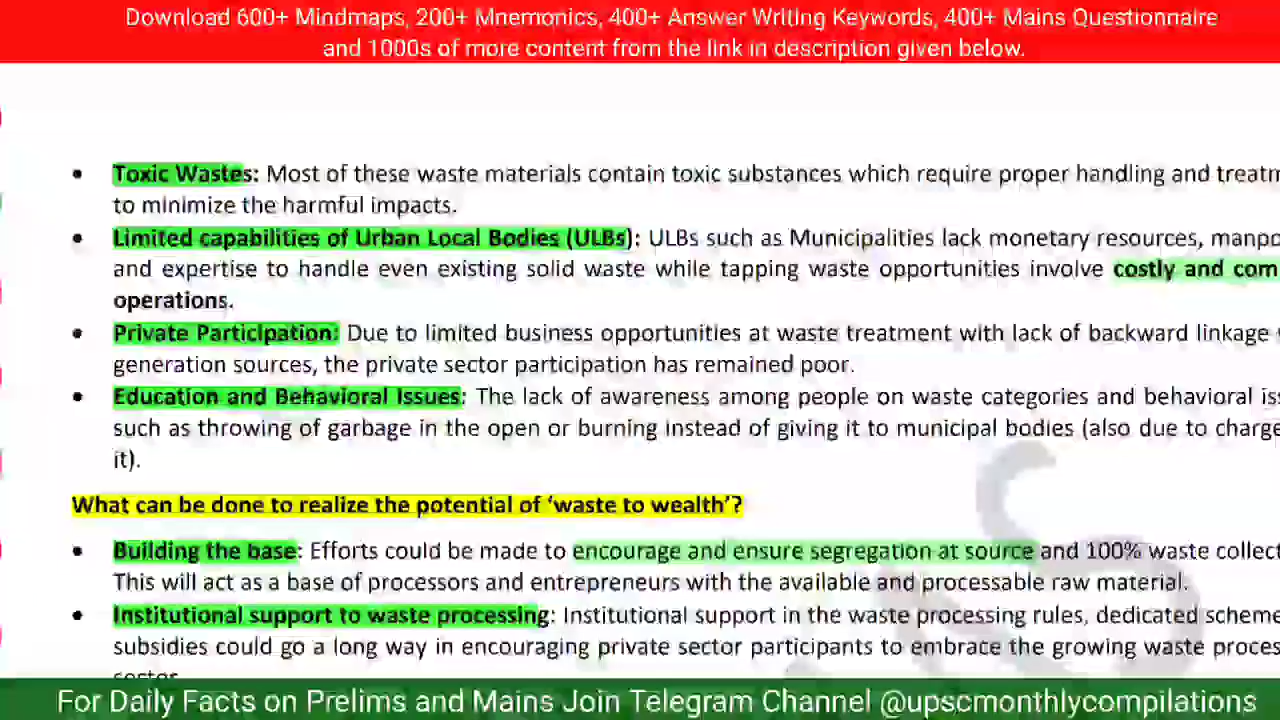 Download 600+ Mindmaps, 200+ Mnemonics, 400+ Answer Writing Keywords, 400+ Mains Questionnaire
and 1000s of more content from the link in description given below.
• Toxic Wastes: Most of these waste materials contain toxic substances which require proper handling and treatm
to minimize the harmful impacts.
• Limited capabilities of Urban Local Bodies (ULBs): ULBs such as Municipalities lack monetary resources, manpo
and expertise to handle even existing solid waste while tapping waste opportunities involve costly and com
operations.
• Private Participation: Due to limited business opportunities at waste treatment with lack of backward linkage
generation sources, the private sector participation has remained poor.
• Education and Behavioral Issues: The lack of awareness among people on waste categories and behavioral iss
such as throwing of garbage in the open or burning instead of giving it to municipal bodies (also due to charge
it).
What can be done to realize the potential of ‘waste to wealth’?
• Building the base: Efforts could be made to encourage and ensure segregation at source and 100% waste collect
This will act as a base of processors and entrepreneurs with the available and processable raw material.
• Institutional support to waste processing: Institutional support in the waste processing rules, dedicated scheme
subsidies could go a long way in encouraging private sector participants to embrace the growing waste proces
sector
For Daily Facts on Prelims and Mains Join Telegram Channel @upscmonthlycompilations